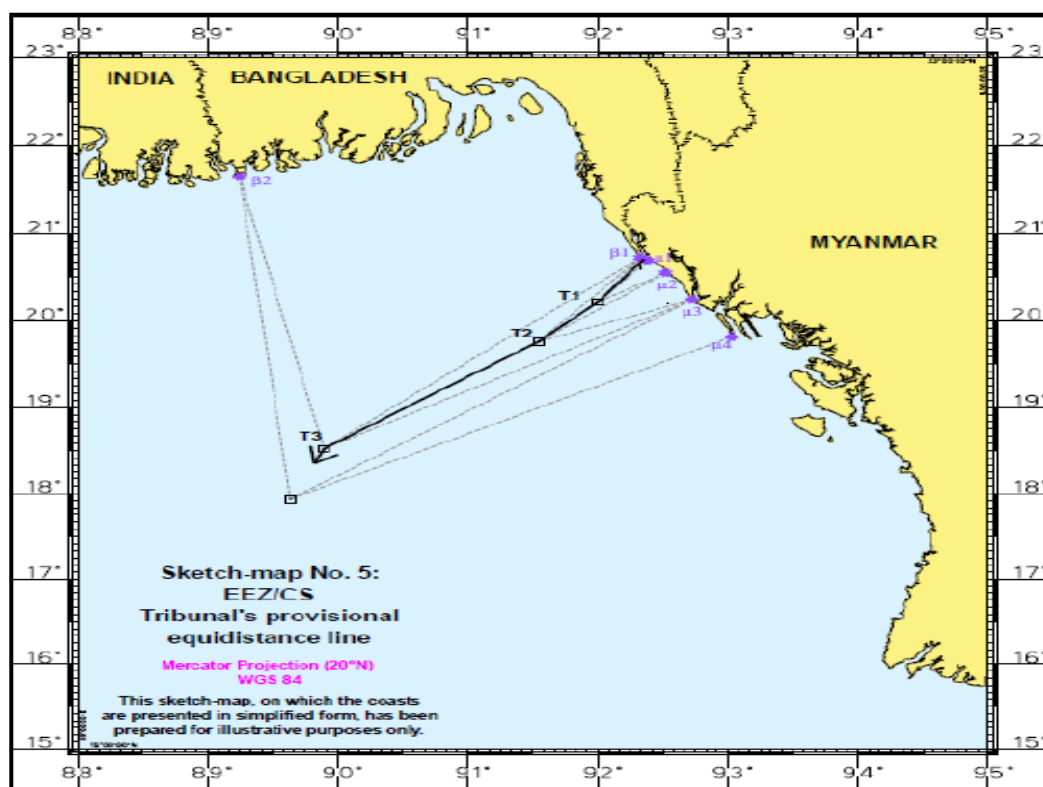 88° 89° 90° 91° 92° 93° 94° 95°
23° 23°
INDIA BANGLADESH
22° 22°
β2
21° 21°
MYANMAR
β1 μ1
μ2
T1 μ3
20° 20°
T2 μ4
19° 19°
T3
18° 18°
17° 17°
16° 16°
15° 15°
Sketch-map No. 5:
EEZ/CS
Tribunal's provisional
equidistance line
Mercator Projection (20°N)
WGS 84
This sketch-map, on which the coasts
are presented in simplified form, has been
prepared for illustrative purposes only.
88° 89° 90° 91° 92° 93° 94° 95°